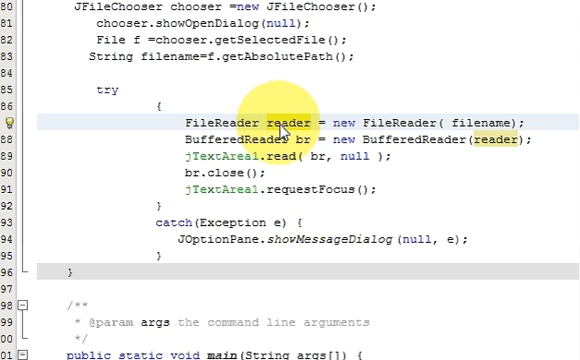 80 JFileChooser chooser =new JFileChooser();
81 chooser.showOpenDialog(null);
82 File f =chooser.getSelectedFile();
83 String filename=f.getAbsolutePath();
84
85 try
86 {
FileReader reader = new FileReader( filename);
88 BufferedReader br = new BufferedReader(reader);
89 jTextArea1.read( br, null );
90 br.close();
91 jTextArea1.requestFocus();
92 }
93 catch(Exception e) {
94 JOptionPane.showMessageDialog(null, e);
95 }
96 }
97
98 /**
99 * @param args the command line arguments
00 */
01 public static void main(String args[]) {